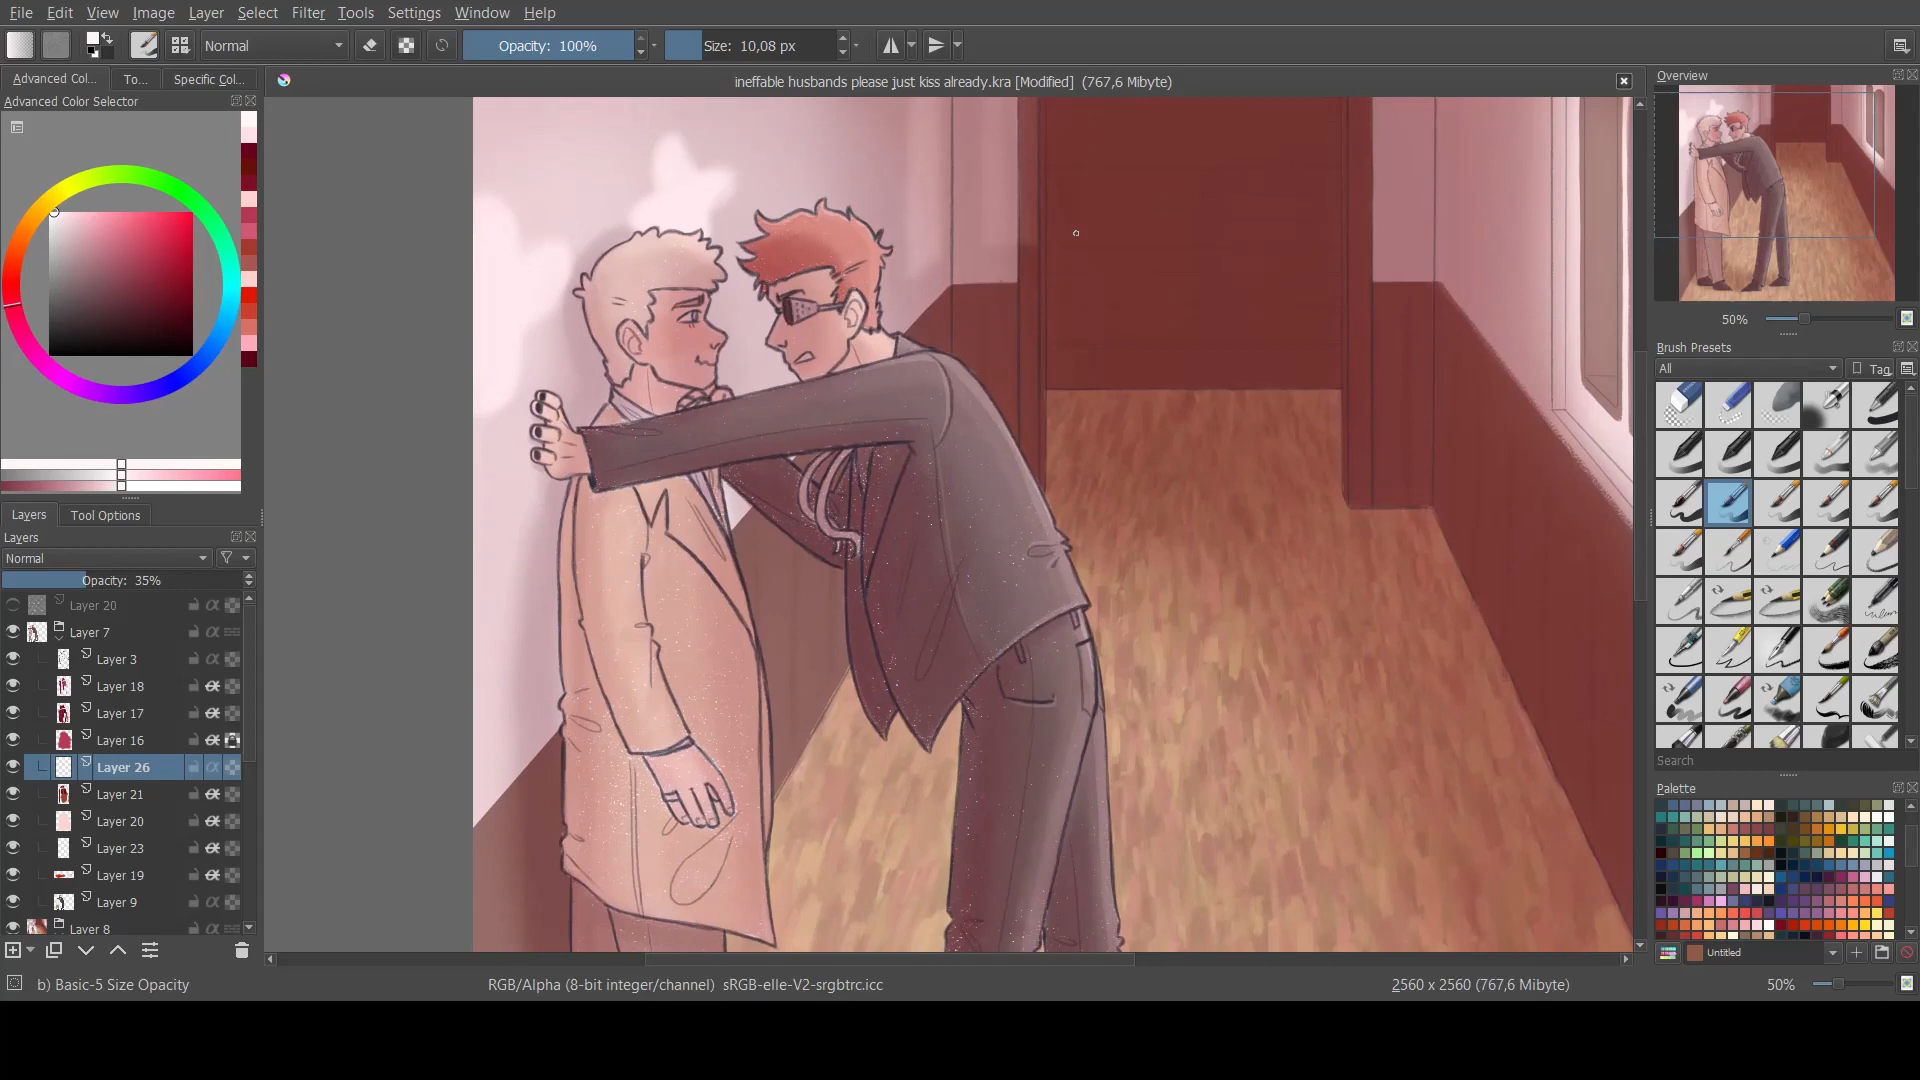 File Edit View Image Layer Select Filter Tools Settings Window Help
Normal
Opacity: 100%
Size: 10,08 px
Advanced Col... To... Specific Col...
ineffable husbands please just kiss already.kra [Modified] (767,6 Mibyte)
Overview
Advanced Color Selector
50%
Brush Presets
All
Tag
Layers Tool Options
Layers
Normal
Opacity: 35%
Layer 20
Layer 7
Layer 3
Layer 18
Layer 17
Layer 16
Layer 26
Layer 21
Layer 20
Layer 23
Layer 19
Layer 9
Layer 8
Search
Palette
Untitled
b) Basic-5 Size Opacity
RGB/Alpha (8-bit integer/channel) sRGB-elle-V2-srgbtrc.icc
2560 x 2560 (767,6 Mibyte)
50%